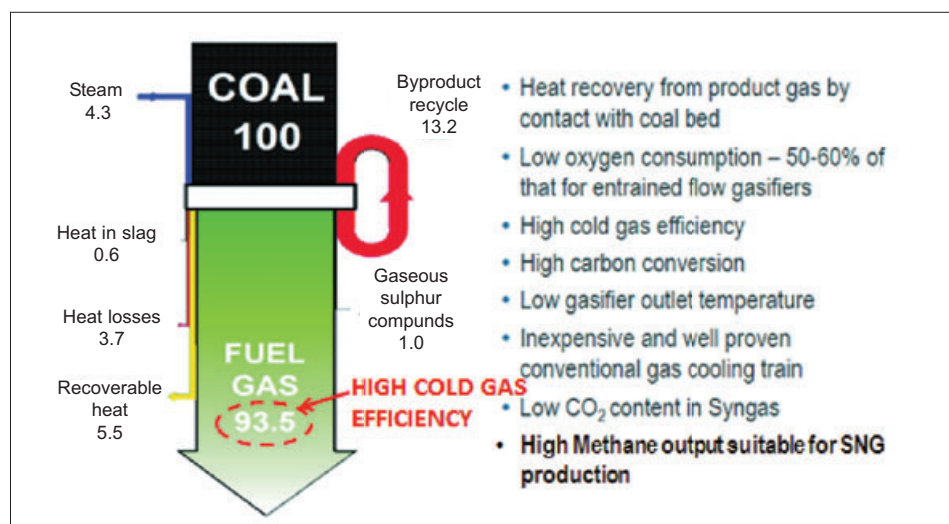 COAL
100
Steam
4.3
Byproduct
recycle
13.2
Heat in slag
0.6
Heat losses
3.7
Recoverable
heat
5.5
Gaseous
sulphur
compunds
1.0
FUEL
GAS
93.5
HIGH COLD GAS
EFFICIENCY
• Heat recovery from product gas by
contact with coal bed
• Low oxygen consumption – 50-60% of
that for entrained flow gasifiers
• High cold gas efficiency
• High carbon conversion
• Low gasifier outlet temperature
• Inexpensive and well proven
conventional gas cooling train
• Low CO₂ content in Syngas
• High Methane output suitable for SNG
production